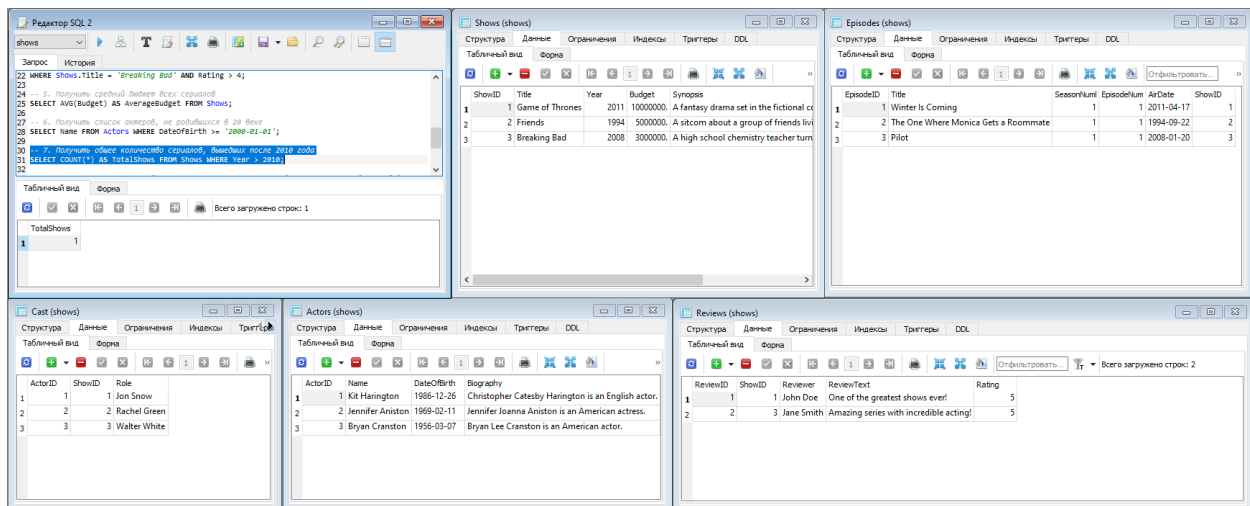 Редактор SQL 2
shows
Запрос История
22 WHERE Shows.Title = 'Breaking Bad' AND Rating > 4;
23
24 -- 5. Получить средний бюджет всех сериалов
25 SELECT AVG(Budget) AS AverageBudget FROM Shows;
26
27 -- 6. Получить список актеров, не родившихся в 20 веке
28 SELECT Name FROM Actors WHERE DateOfBirth >= '2000-01-01';
29
30 -- 7. Получить общее количество сериалов, вышедших после 2010 года
31 SELECT COUNT(*) AS TotalShows FROM Shows WHERE Year > 2010;
32
Табличный вид Форма
1 Всего загружено строк: 1
TotalShows
1 1
Shows (shows)
Структура Данные Ограничения Индексы Триггеры DDL
Табличный вид Форма
1 »
ShowID Title Year Budget Synopsis
1 1 Game of Thrones 2011 10000000. A fantasy drama set in the fictional co
2 2 Friends 1994 5000000. A sitcom about a group of friends livi
3 3 Breaking Bad 2008 3000000. A high school chemistry teacher turn
Episodes (shows)
Структура Данные Ограничения Индексы Триггеры DDL
Табличный вид Форма
1 Отфильтровать... »
EpisodeID Title SeasonNuml EpisodeNum AirDate ShowID
1 1 Winter Is Coming 1 1 2011-04-17 1
2 2 The One Where Monica Gets a Roommate 1 1 1994-09-22 2
3 3 Pilot 1 1 2008-01-20 3
Cast (shows)
Структура Данные Ограничения Индексы
Табличный вид Форма
1 »
ActorID ShowID Role
1 1 1 Jon Snow
2 2 2 Rachel Green
3 3 3 Walter White
Actors (shows)
Структура Данные Ограничения Индексы Триггеры DDL
Табличный вид Форма
1 »
ActorID Name DateOfBirth Biography
1 1 Kit Harington 1986-12-26 Christopher Catesby Harington is an English actor.
2 2 Jennifer Aniston 1969-02-11 Jennifer Joanna Aniston is an American actress.
3 3 Bryan Cranston 1956-03-07 Bryan Lee Cranston is an American actor.
Reviews (shows)
Структура Данные Ограничения Индексы Триггеры DDL
Табличный вид Форма
1 Отфильтровать... Всего загружено строк: 2
ReviewID ShowID Reviewer ReviewText Rating
1 1 1 John Doe One of the greatest shows ever! 5
2 2 3 Jane Smith Amazing series with incredible acting! 5